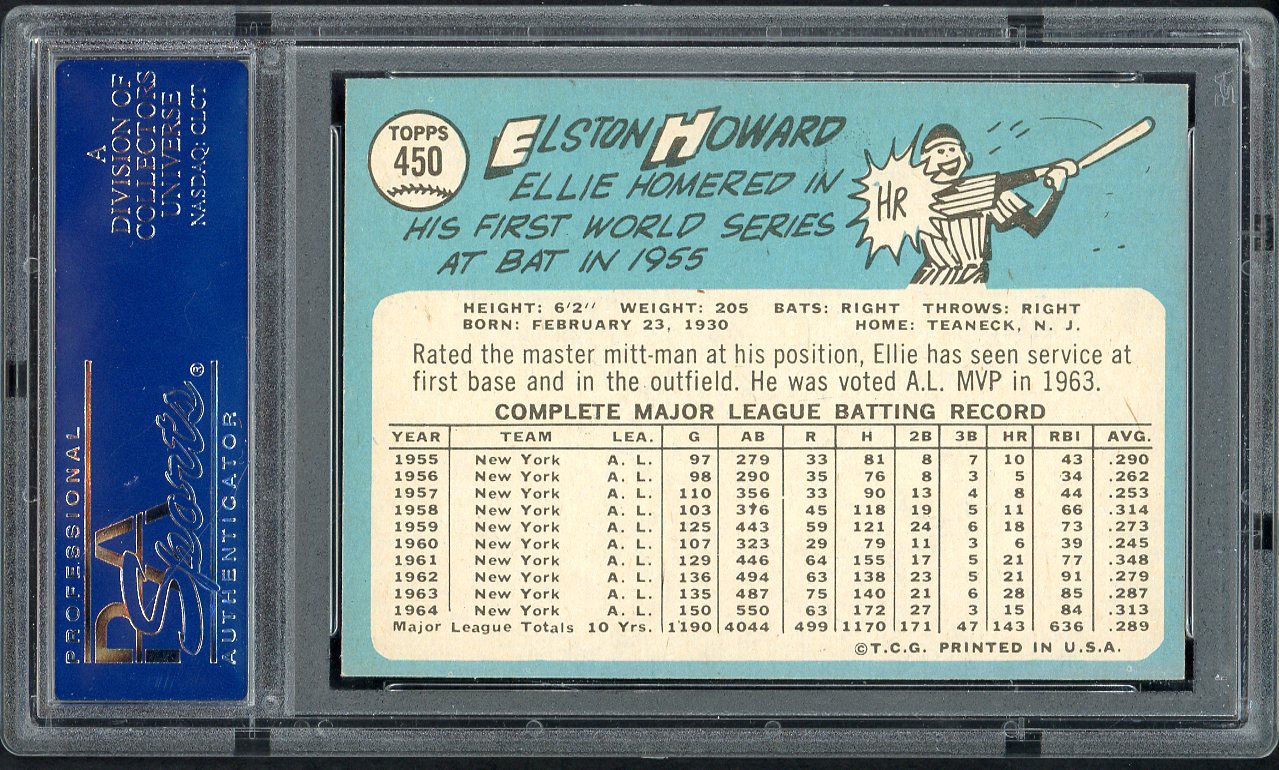 A
DIVISION OF
COLLECTORS
UNIVERSE
NASDAQ: CLCT
PROFESSIONAL
PSA
Sports®
AUTHENTICATOR
TOPPS
450
ELSTON HOWARD
ELLIE HOMERED IN
HIS FIRST WORLD SERIES
AT BAT IN 1955
HR
HEIGHT: 6'2" WEIGHT: 205 BATS: RIGHT THROWS: RIGHT
BORN: FEBRUARY 23, 1930 HOME: TEANECK, N. J.
Rated the master mitt-man at his position, Ellie has seen service at
first base and in the outfield. He was voted A.L. MVP in 1963.
COMPLETE MAJOR LEAGUE BATTING RECORD
YEAR TEAM LEA. G AB R H 2B 3B HR RBI AVG.
1955 New York A. L. 97 279 33 81 8 7 10 43 .290
1956 New York A. L. 98 290 35 76 8 3 5 34 .262
1957 New York A. L. 110 356 33 90 13 4 8 44 .253
1958 New York A. L. 103 376 45 118 19 5 11 66 .314
1959 New York A. L. 125 443 59 121 24 6 18 73 .273
1960 New York A. L. 107 323 29 79 11 3 6 39 .245
1961 New York A. L. 129 446 64 155 17 5 21 77 .348
1962 New York A. L. 136 494 63 138 23 5 21 91 .279
1963 New York A. L. 135 487 75 140 21 6 28 85 .287
1964 New York A. L. 150 550 63 172 27 3 15 84 .313
Major League Totals 10 Yrs. 1190 4044 499 1170 171 47 143 636 .289
©T.C.G. PRINTED IN U.S.A.